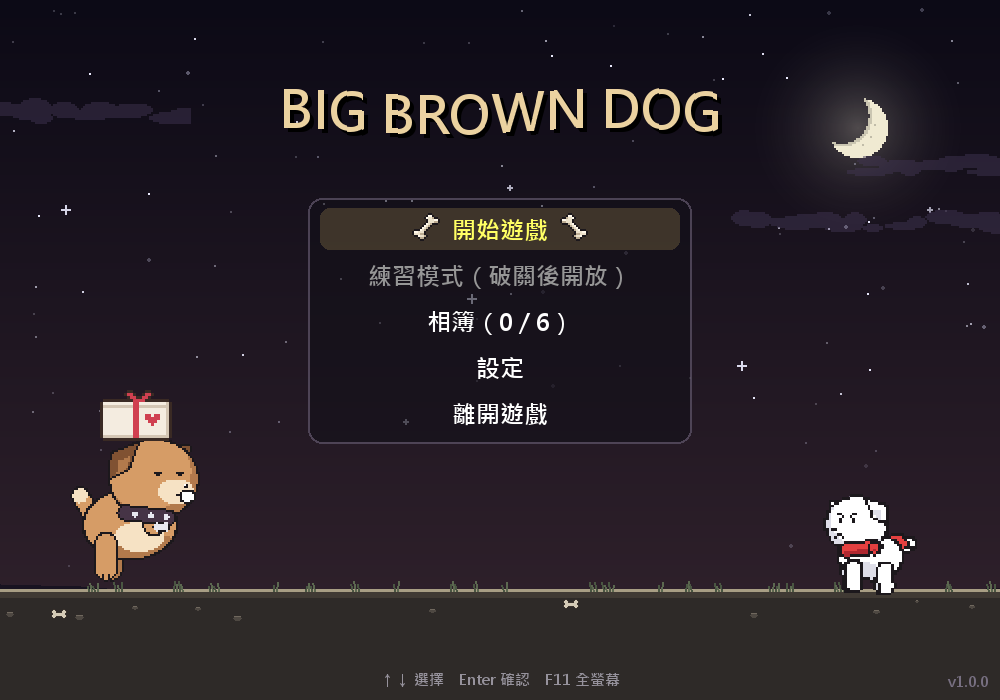 BIG BROWN DOG
開始遊戲
練習模式（破關後開放）
相簿（0/6）
設定
離開遊戲
↑↓ 選擇　Enter 確認　F11 全螢幕
v1.0.0